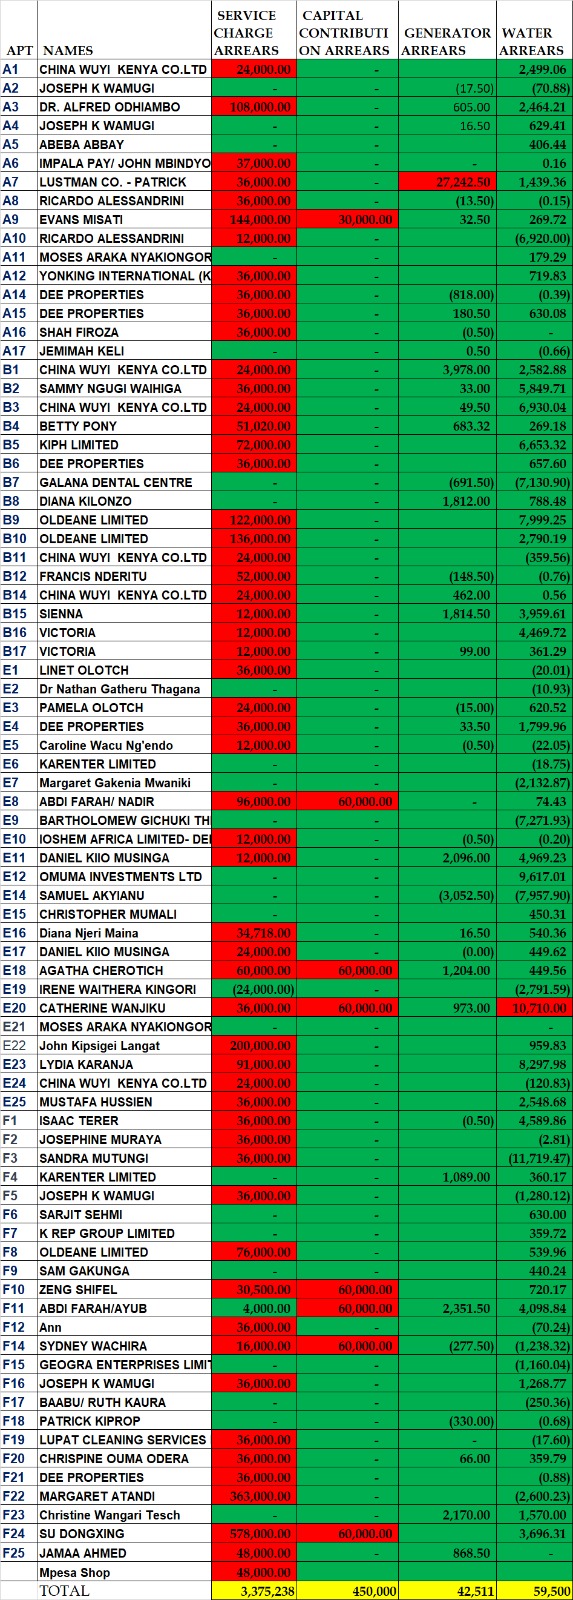 APT NAMES SERVICE CHARGE ARREARS CAPITAL CONTRIBUTI ON ARREARS GENERATOR ARREARS WATER ARREARS
A1 CHINA WUYI KENYA CO.LTD 24,000.00 - 2,499.06
A2 JOSEPH K WAMUGI - - (17.50) (70.88)
A3 DR. ALFRED ODHIAMBO 108,000.00 - 605.00 2,464.21
A4 JOSEPH K WAMUGI - - 16.50 629.41
A5 ABEBA ABBAY - - 406.44
A6 IMPALA PAY/ JOHN MBINDYO 37,000.00 - - 0.16
A7 LUSTMAN CO. - PATRICK 36,000.00 - 27,242.50 1,439.36
A8 RICARDO ALESSANDRINI 36,000.00 - (13.50) (0.15)
A9 EVANS MISATI 144,000.00 30,000.00 32.50 269.72
A10 RICARDO ALESSANDRINI 12,000.00 - (6,920.00)
A11 MOSES ARAKA NYAKIONGOR - - 179.29
A12 YONKING INTERNATIONAL (K 36,000.00 - 719.83
A14 DEE PROPERTIES 36,000.00 - (818.00) (0.39)
A15 DEE PROPERTIES 36,000.00 - 180.50 630.08
A16 SHAH FIROZA 36,000.00 - (0.50) -
A17 JEMIMAH KELI - - 0.50 (0.66)
B1 CHINA WUYI KENYA CO.LTD 24,000.00 - 3,978.00 2,582.88
B2 SAMMY NGUGI WAIHIGA 36,000.00 - 33.00 5,849.71
B3 CHINA WUYI KENYA CO.LTD 24,000.00 - 49.50 6,930.04
B4 BETTY PONY 51,020.00 - 683.32 269.18
B5 KIPH LIMITED 72,000.00 - 6,653.32
B6 DEE PROPERTIES 36,000.00 - 657.60
B7 GALANA DENTAL CENTRE - - (691.50) (7,130.90)
B8 DIANA KILONZO - - 1,812.00 788.48
B9 OLDEANE LIMITED 122,000.00 - 7,999.25
B10 OLDEANE LIMITED 136,000.00 - 2,790.19
B11 CHINA WUYI KENYA CO.LTD 24,000.00 - (359.56)
B12 FRANCIS NDERITU 52,000.00 - (148.50) (0.76)
B14 CHINA WUYI KENYA CO.LTD 24,000.00 - 462.00 0.56
B15 SIENNA 12,000.00 - 1,814.50 3,959.61
B16 VICTORIA 12,000.00 - 4,469.72
B17 VICTORIA 12,000.00 - 99.00 361.29
E1 LINET OLOTCH 36,000.00 - (20.01)
E2 Dr Nathan Gatheru Thagana - - (10.93)
E3 PAMELA OLOTCH 24,000.00 - (15.00) 620.52
E4 DEE PROPERTIES 36,000.00 - 33.50 1,799.96
E5 Caroline Wacu Ng'endo 12,000.00 - (0.50) (22.05)
E6 KARENTER LIMITED - - (18.75)
E7 Margaret Gakenia Mwaniki - - (2,132.87)
E8 ABDI FARAH/ NADIR 96,000.00 60,000.00 - 74.43
E9 BARTHOLOMEW GICHUKI TH - - (7,271.93)
E10 IOSHEM AFRICA LIMITED- DE 12,000.00 - (0.50) (0.20)
E11 DANIEL KIIO MUSINGA 12,000.00 - 2,096.00 4,969.23
E12 OMUMA INVESTMENTS LTD - - 9,617.01
E14 SAMUEL AKYIANU - - (3,052.50) (7,957.90)
E15 CHRISTOPHER MUMALI - - 450.31
E16 Diana Njeri Maina 34,718.00 - 16.50 540.36
E17 DANIEL KIIO MUSINGA 24,000.00 - (0.00) 449.62
E18 AGATHA CHEROTICH 60,000.00 60,000.00 1,204.00 449.56
E19 IRENE WAITHERA KINGORI (24,000.00) - (2,791.59)
E20 CATHERINE WANJIKU 36,000.00 60,000.00 973.00 10,710.00
E21 MOSES ARAKA NYAKIONGOR - - -
E22 John Kipsigei Langat 200,000.00 - 959.83
E23 LYDIA KARANJA 91,000.00 - 8,297.98
E24 CHINA WUYI KENYA CO.LTD 24,000.00 - (120.83)
E25 MUSTAFA HUSSIEN 36,000.00 - 2,548.68
F1 ISAAC TERER 36,000.00 - (0.50) 4,589.86
F2 JOSEPHINE MURAYA 36,000.00 - (2.81)
F3 SANDRA MUTUNGI 36,000.00 - (11,719.47)
F4 KARENTER LIMITED - - 1,089.00 360.17
F5 JOSEPH K WAMUGI 36,000.00 - (1,280.12)
F6 SARJIT SEHMI - - 630.00
F7 K REP GROUP LIMITED - - 359.72
F8 OLDEANE LIMITED 76,000.00 - 539.96
F9 SAM GAKUNGA - - 440.24
F10 ZENG SHIFEL 30,500.00 60,000.00 720.17
F11 ABDI FARAH/AYUB 4,000.00 60,000.00 2,351.50 4,098.84
F12 Ann 36,000.00 - (70.24)
F14 SYDNEY WACHIRA 16,000.00 60,000.00 (277.50) (1,238.32)
F15 GEOGRA ENTERPRISES LIMIT - - (1,160.04)
F16 JOSEPH K WAMUGI 36,000.00 - 1,268.77
F17 BAABU/ RUTH KAURA - - (250.36)
F18 PATRICK KIPROP - - (330.00) (0.68)
F19 LUPAT CLEANING SERVICES 36,000.00 - - (17.60)
F20 CHRISPINE OUMA ODERA 36,000.00 - 66.00 359.79
F21 DEE PROPERTIES 36,000.00 - (0.88)
F22 MARGARET ATANDI 363,000.00 - (2,600.23)
F23 Christine Wangari Tesch - - 2,170.00 1,570.00
F24 SU DONGXING 578,000.00 60,000.00 3,696.31
F25 JAMAA AHMED 48,000.00 - 868.50 -
Mpesa Shop 48,000.00
TOTAL 3,375,238 450,000 42,511 59,500